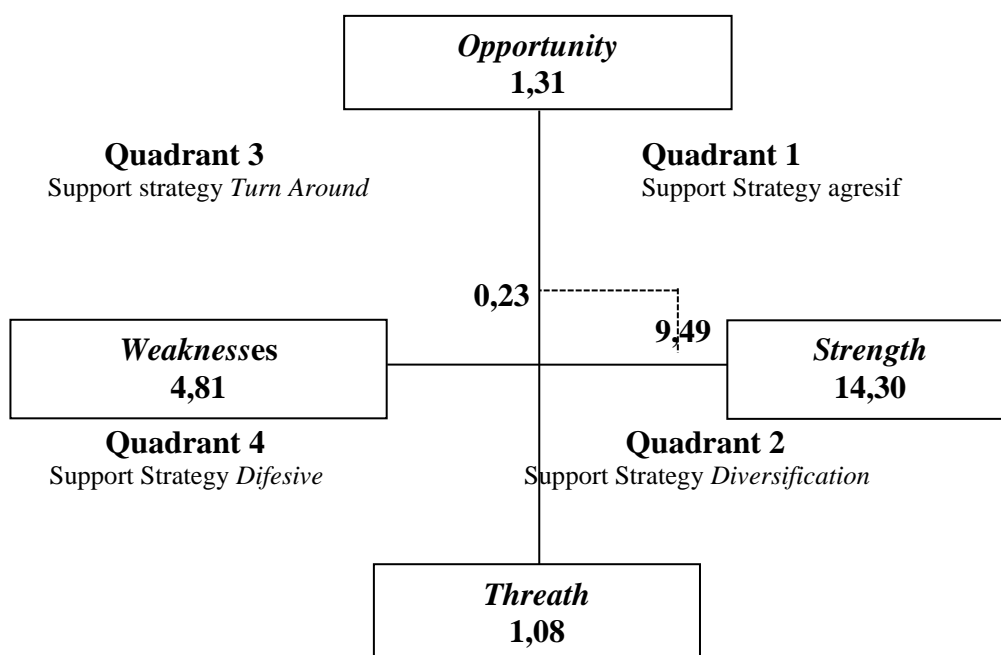 Opportunity
1,31
Quadrant 3
Support strategy Turn Around
Quadrant 1
Support Strategy agresif
0,23
9,49
Weaknesses
4,81
Strength
14,30
Quadrant 4
Support Strategy Difesive
Quadrant 2
Support Strategy Diversification
Threath
1,08